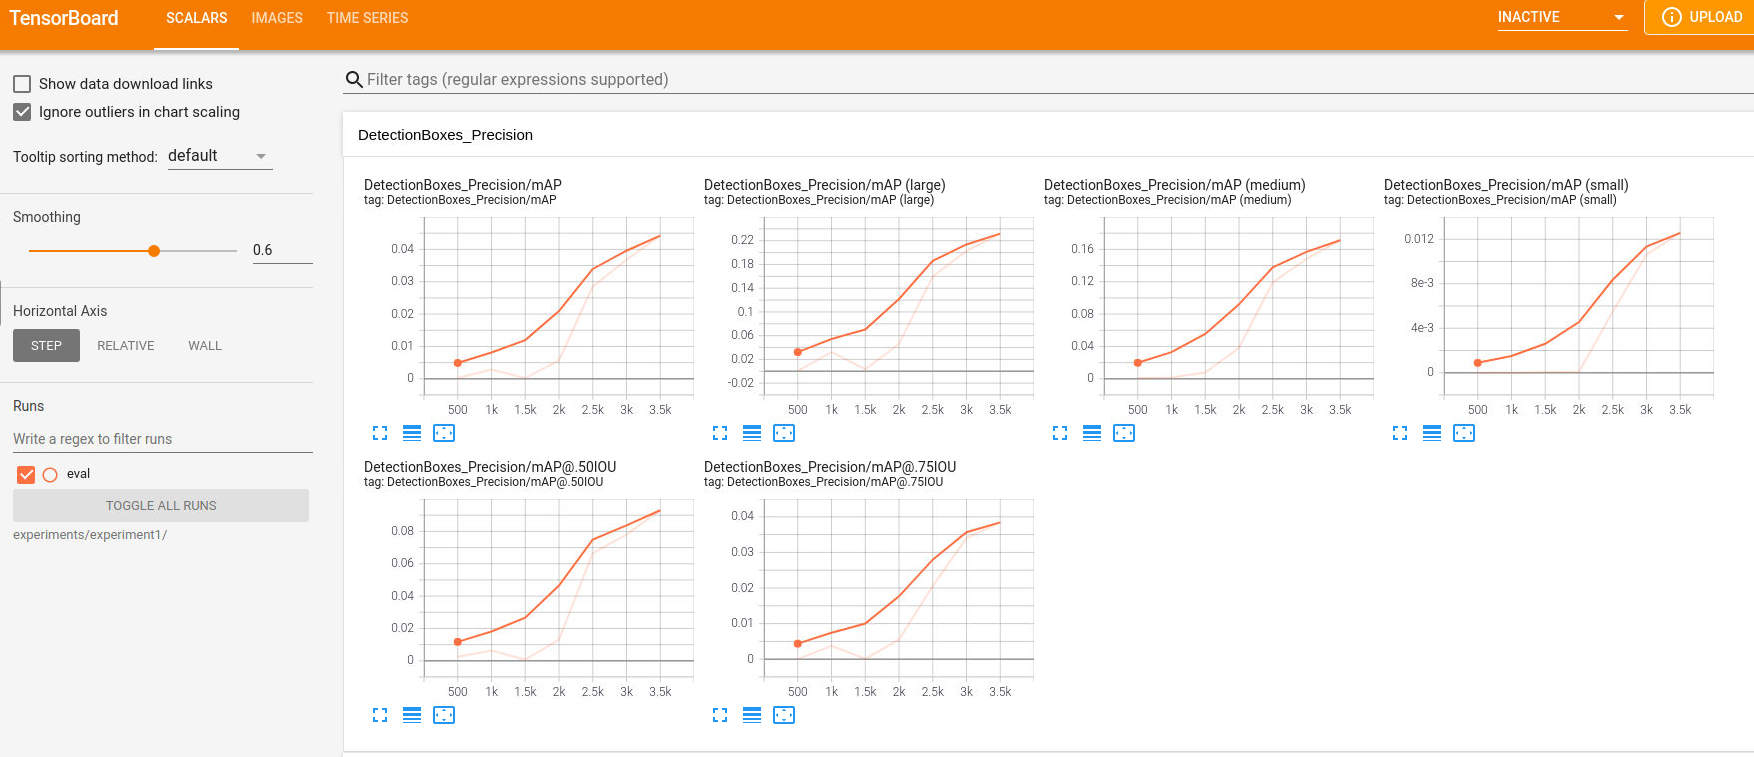 TensorBoard
SCALARS IMAGES TIME SERIES
INACTIVE
UPLOAD
Show data download links
Ignore outliers in chart scaling
Tooltip sorting method: default
Smoothing
0.6
Horizontal Axis
STEP RELATIVE WALL
Runs
Write a regex to filter runs
eval
TOGGLE ALL RUNS
experiments/experiment1/
Filter tags (regular expressions supported)
DetectionBoxes_Precision
DetectionBoxes_Precision/mAP
tag: DetectionBoxes_Precision/mAP
0.04
0.03
0.02
0.01
0
500 1k 1.5k 2k 2.5k 3k 3.5k
DetectionBoxes_Precision/mAP (large)
tag: DetectionBoxes_Precision/mAP (large)
0.22
0.18
0.14
0.1
0.06
0.02
-0.02
500 1k 1.5k 2k 2.5k 3k 3.5k
DetectionBoxes_Precision/mAP (medium)
tag: DetectionBoxes_Precision/mAP (medium)
0.16
0.12
0.08
0.04
0
500 1k 1.5k 2k 2.5k 3k 3.5k
DetectionBoxes_Precision/mAP (small)
tag: DetectionBoxes_Precision/mAP (small)
0.012
8e-3
4e-3
0
500 1k 1.5k 2k 2.5k 3k 3.5k
DetectionBoxes_Precision/mAP@.50IOU
tag: DetectionBoxes_Precision/mAP@.50IOU
0.08
0.06
0.04
0.02
0
500 1k 1.5k 2k 2.5k 3k 3.5k
DetectionBoxes_Precision/mAP@.75IOU
tag: DetectionBoxes_Precision/mAP@.75IOU
0.04
0.03
0.02
0.01
0
500 1k 1.5k 2k 2.5k 3k 3.5k